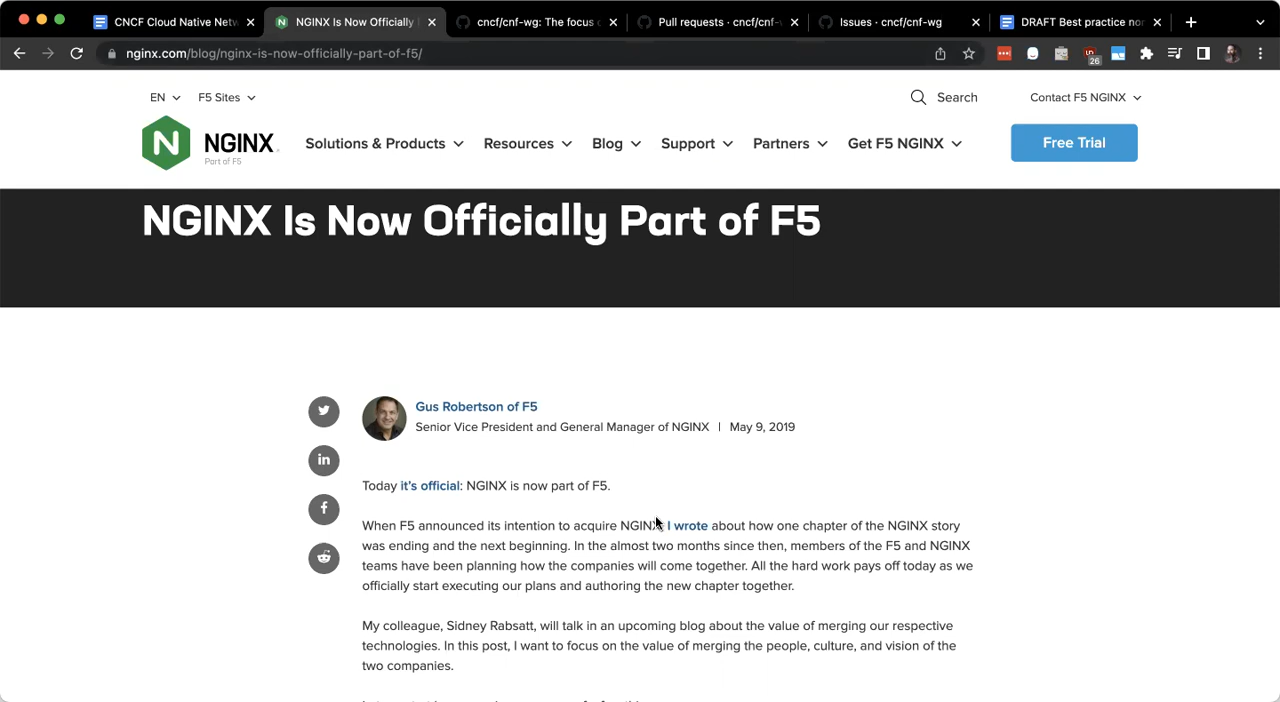 CNCF Cloud Native Netw
NGINX Is Now Officially
cncf/cnf-wg: The focus
Pull requests · cncf/cnf-
Issues · cncf/cnf-wg
DRAFT Best practice nor
nginx.com/blog/nginx-is-now-officially-part-of-f5/
26
EN F5 Sites Search Contact F5 NGINX
N NGINX Solutions & Products Resources Blog Support Partners Get F5 NGINX Free Trial
Part of F5
NGINX Is Now Officially Part of F5
Gus Robertson of F5
Senior Vice President and General Manager of NGINX | May 9, 2019
Today it's official: NGINX is now part of F5.
When F5 announced its intention to acquire NGINX I wrote about how one chapter of the NGINX story
was ending and the next beginning. In the almost two months since then, members of the F5 and NGINX
teams have been planning how the companies will come together. All the hard work pays off today as we
officially start executing our plans and authoring the new chapter together.
My colleague, Sidney Rabsatt, will talk in an upcoming blog about the value of merging our respective
technologies. In this post, I want to focus on the value of merging the people, culture, and vision of the
two companies.